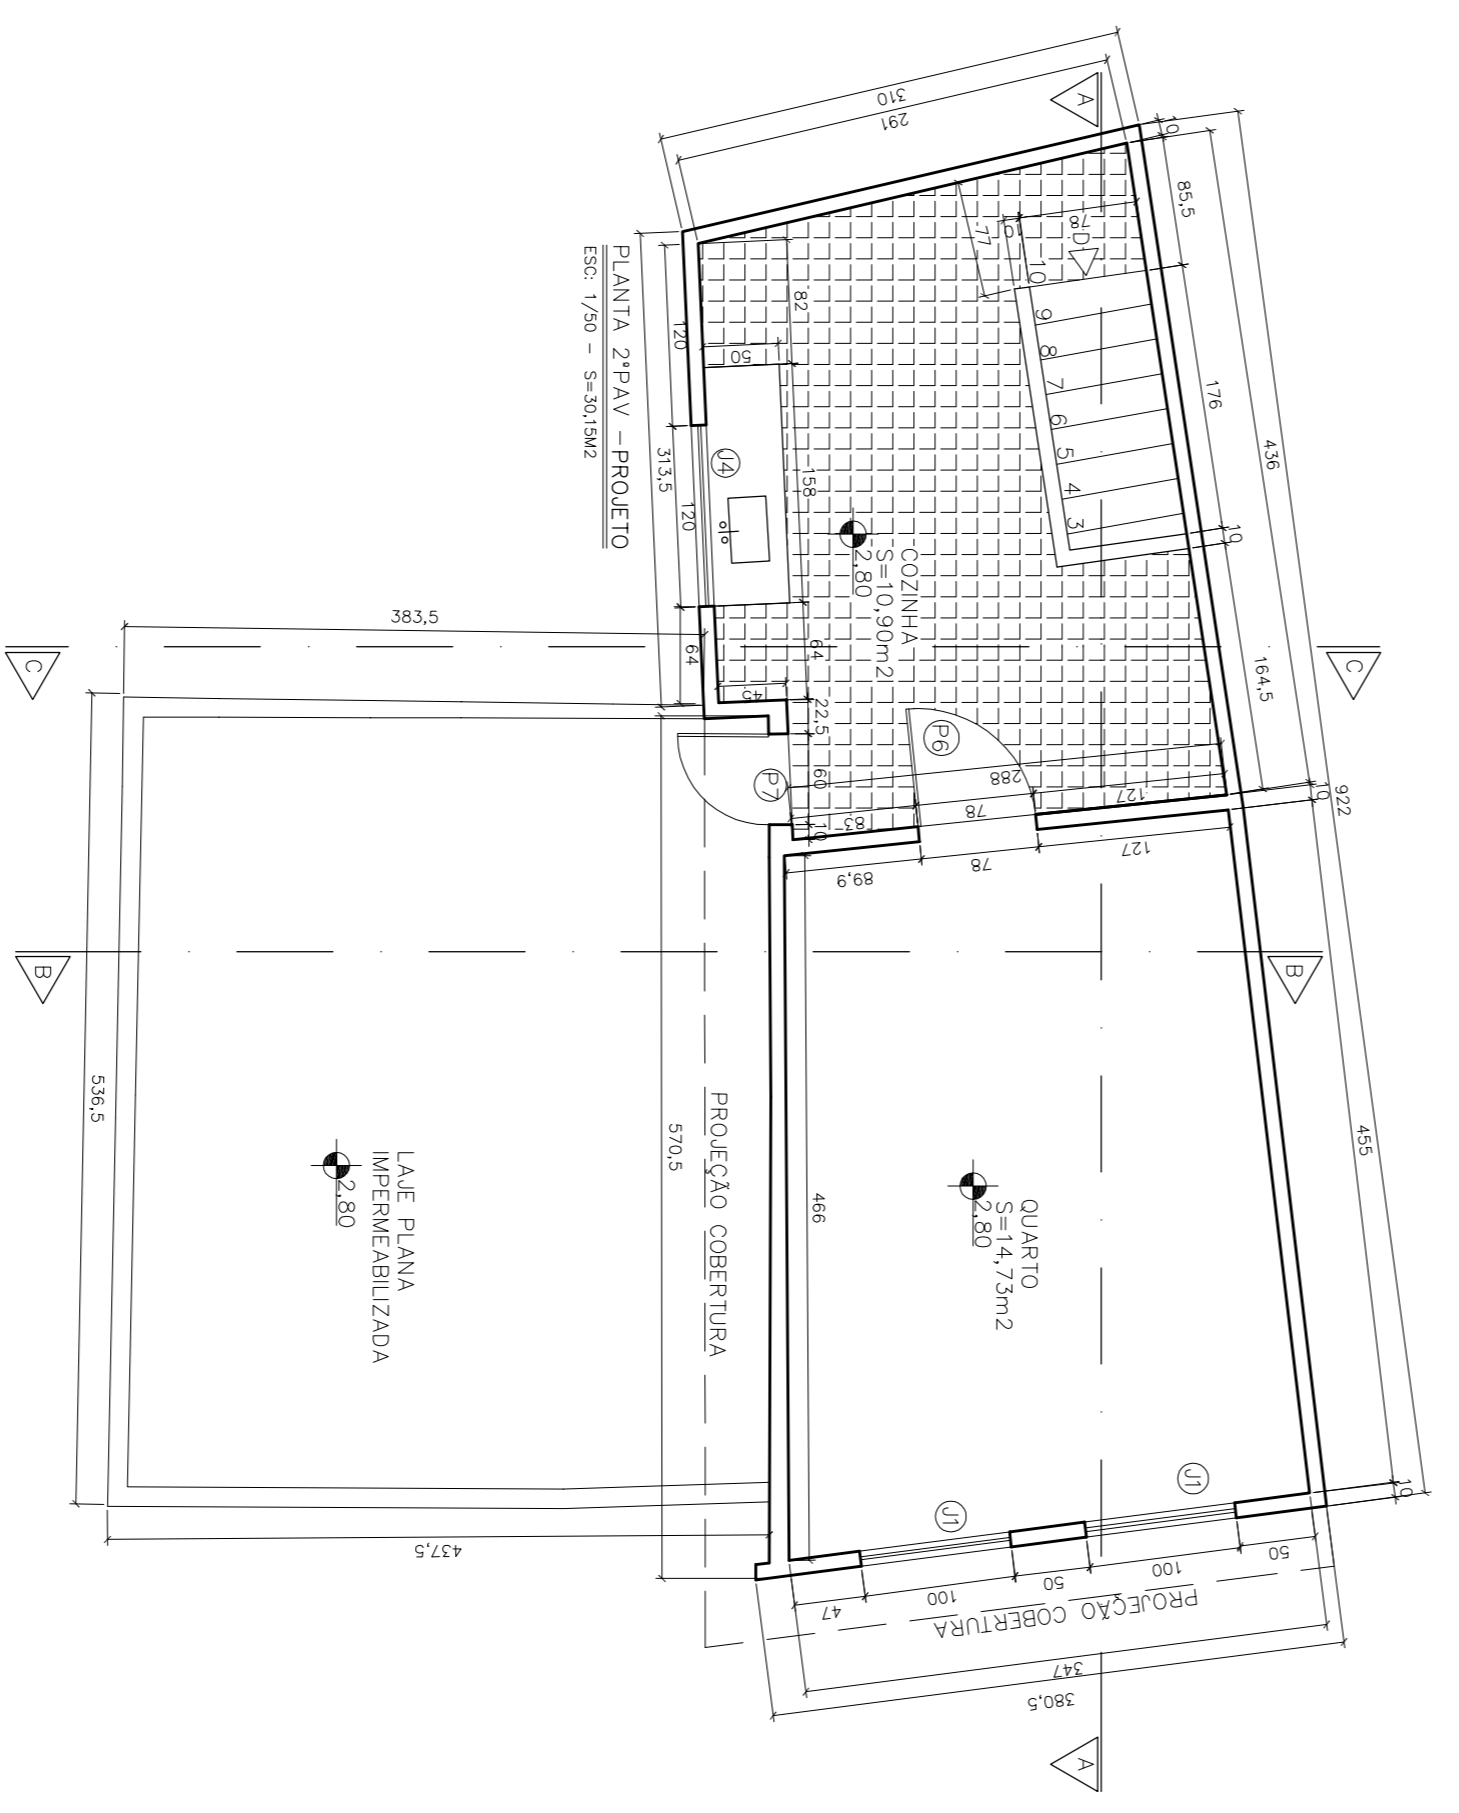 PLANTA 2°PAV - PROJETO
ESC: 1/50 - S=30,15M2
310
291
A
10
85,5
176
436
922
10
164,5
10
455
10
78
D
10
77
10
9
8
7
6
5
4
3
82
50
120
158
J4
120
313,5
64
64
45
22,5
COZINHA
S=10,90m2
2,80
P6
P7
60
10
288
127
78
83
127
78
89,9
C
C
383,5
B
B
536,5
570,5
466
437,5
PROJEÇÃO COBERTURA
LAJE PLANA
IMPERMEABILIZADA
2,80
QUARTO
S=14,73m2
2,80
J1
J1
50
100
50
100
47
PROJEÇÃO COBERTURA
347
380,5
A